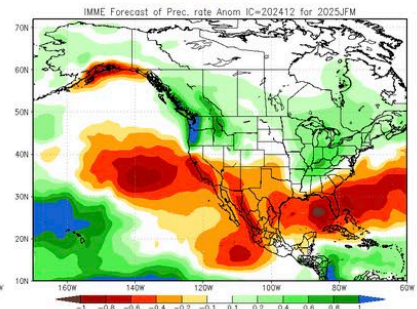 IMME Forecast of Prec. rate Anom IC=202412 for 2025JFM
70N
60N
50N
40N
30N
20N
10N
160W 140W 120W 100W 80W 60W
-1 -0.8 -0.6 -0.4 -0.2 -0.1 0.1 0.2 0.4 0.6 0.8 1